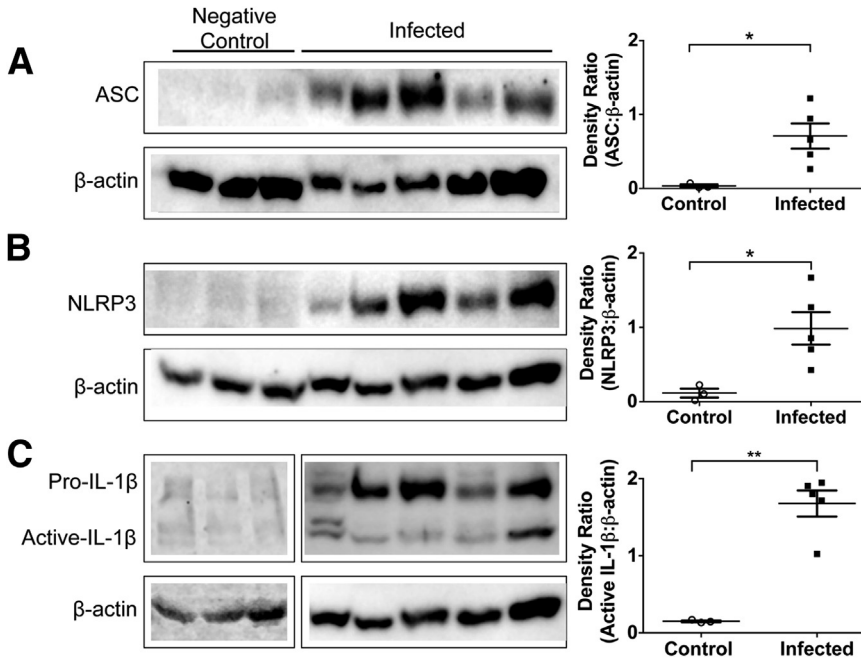 Negative
Control
Infected
A
ASC
β-actin
Density Ratio
(ASC:β-actin)
2
1
0
*
Control
Infected
B
NLRP3
β-actin
Density Ratio
(NLRP3:β-actin)
2
1
0
*
Control
Infected
C
Pro-IL-1β
Active-IL-1β
β-actin
Density Ratio
(Active IL-1β:β-actin)
2
1
0
**
Control
Infected